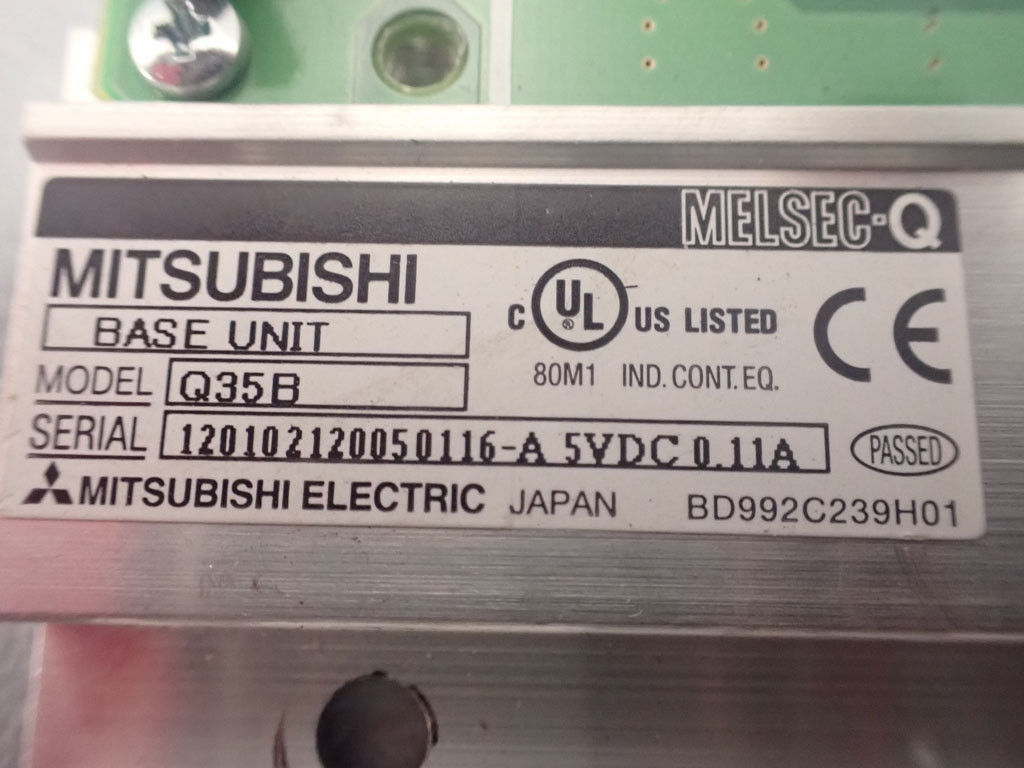 MELSEC-Q
MITSUBISHI
BASE UNIT
MODEL Q35B
C UL ® US LISTED
80M1 IND. CONT. EQ.
CE
SERIAL 120102120050116-A 5VDC 0.11A
PASSED
MITSUBISHI ELECTRIC JAPAN BD992C239H01